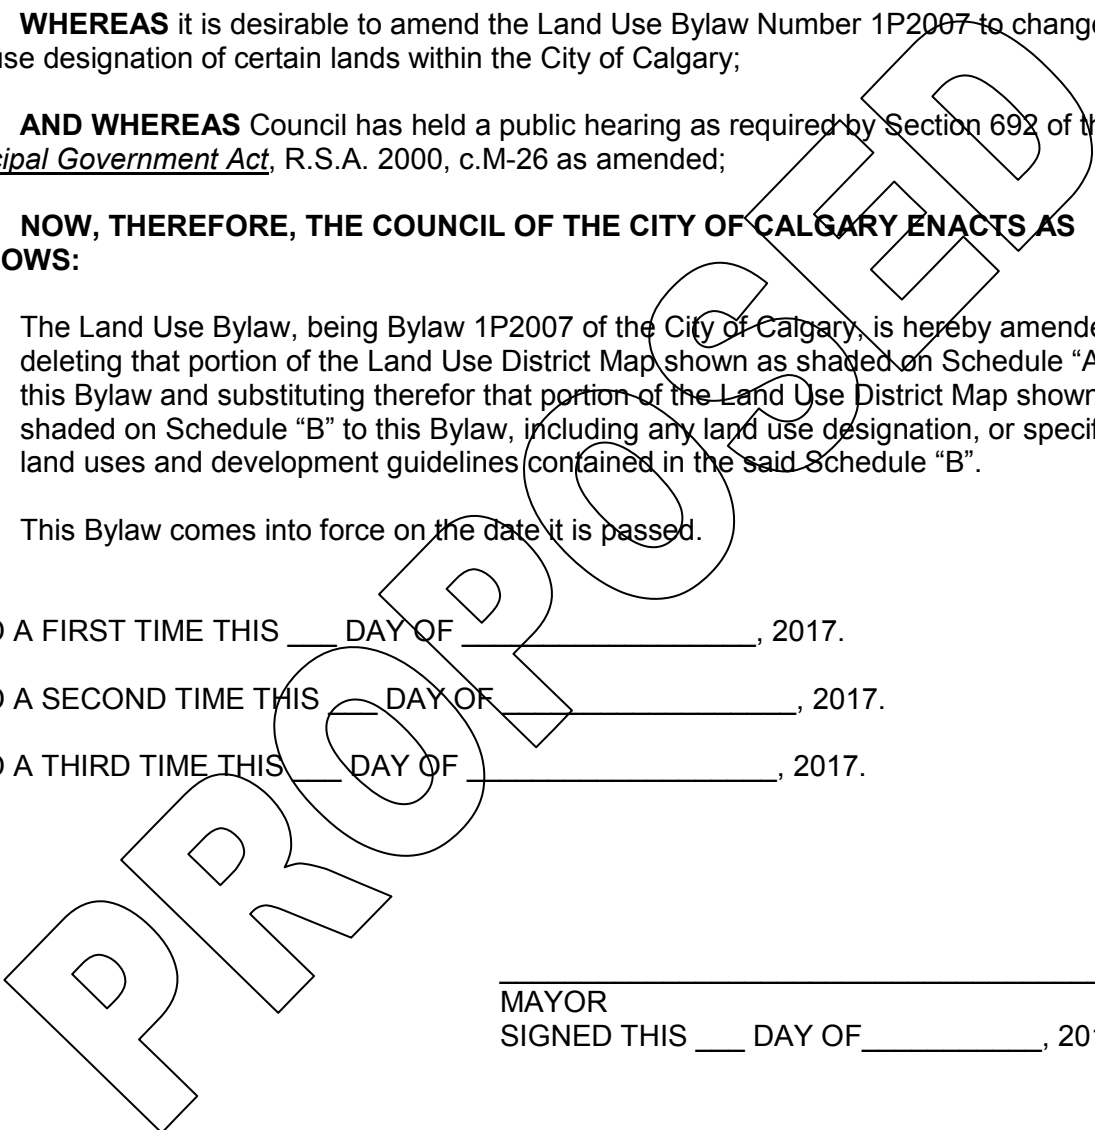 WHEREAS it is desirable to amend the Land Use Bylaw Number 1P2007 to change
use designation of certain lands within the City of Calgary;
AND WHEREAS Council has held a public hearing as required by Section 692 of th
cipal Government Act, R.S.A. 2000, c.M-26 as amended;
NOW, THEREFORE, THE COUNCIL OF THE CITY OF CALGARY ENACTS AS
OWS:
The Land Use Bylaw, being Bylaw 1P2007 of the City of Calgary, is hereby amende
deleting that portion of the Land Use District Map shown as shaded on Schedule “A
this Bylaw and substituting therefor that portion of the Land Use District Map shown
shaded on Schedule “B” to this Bylaw, including any land use designation, or specif
land uses and development guidelines contained in the said Schedule “B”.
This Bylaw comes into force on the date it is passed.
D A FIRST TIME THIS ___ DAY OF __________________, 2017.
D A SECOND TIME THIS ___ DAY OF __________________, 2017.
D A THIRD TIME THIS ___ DAY OF ___________________, 2017.
MAYOR
SIGNED THIS ___ DAY OF___________, 201
PROPOSED